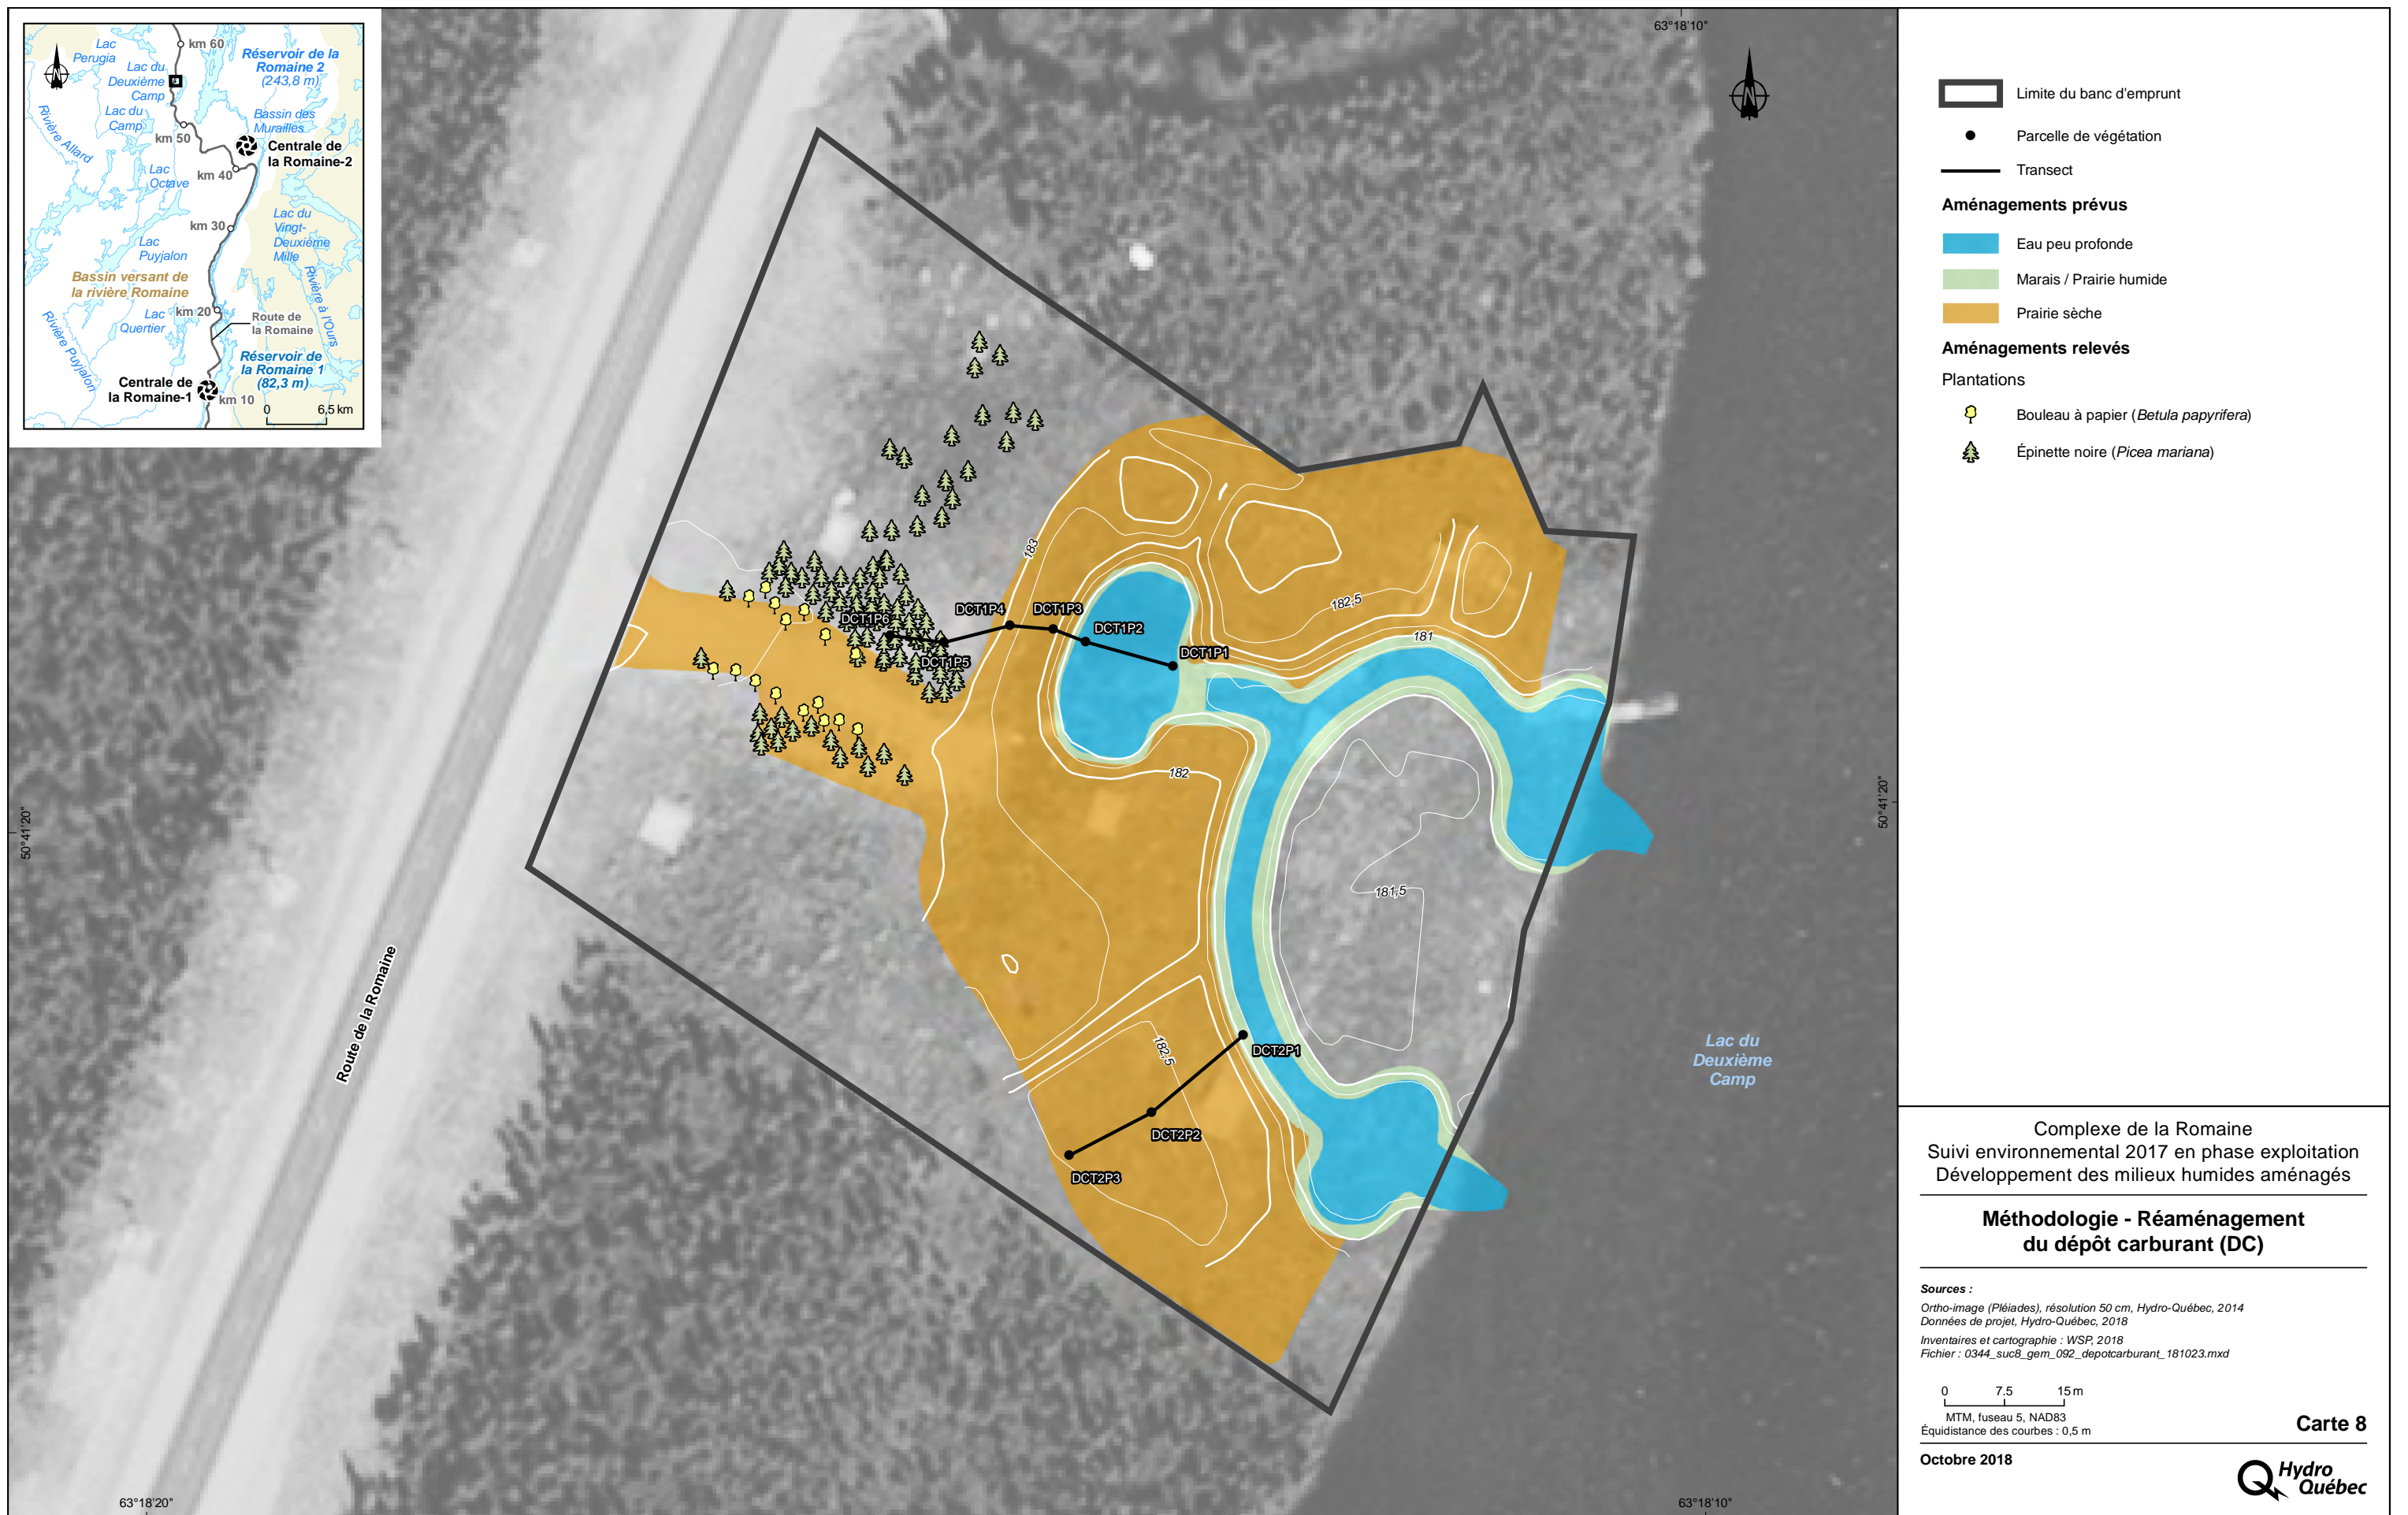 km 60
Lac
Perugia
Réservoir de la
Romaine 2
(243,8 m)
Lac du
Deuxième
Camp
Lac du
Camp
Rivière Allard
km 50
Bassin des
Murailles
Centrale de
la Romaine-2
km 40
Lac
Octave
km 30
Lac du
Vingt-
Deuxième
Mille
Lac
Puyjalon
Bassin versant de
la rivière Romaine
Rivière à l'Ours
km 20
Lac
Quertier
Route de
la Romaine
Rivière Puyjalon
Réservoir de
la Romaine 1
(82,3 m)
Centrale de
la Romaine-1
km 10
0 6,5 km
63°18'10"
183
DCT1P4
DCT1P3
DCT1P6
DCT1P2
DCT1P1
DCT1P5
182,5
181
182
181,5
50°41'20"
50°41'20"
Route de la Romaine
182,5
DCT2P1
DCT2P2
DCT2P3
Lac du
Deuxième
Camp
63°18'20"
63°18'10"
Limite du banc d'emprunt
Parcelle de végétation
Transect
Aménagements prévus
Eau peu profonde
Marais / Prairie humide
Prairie sèche
Aménagements relevés
Plantations
Bouleau à papier (Betula papyrifera)
Épinette noire (Picea mariana)
Complexe de la Romaine
Suivi environnemental 2017 en phase exploitation
Développement des milieux humides aménagés
Méthodologie - Réaménagement
du dépôt carburant (DC)
Sources :
Ortho-image (Pléiades), résolution 50 cm, Hydro-Québec, 2014
Données de projet, Hydro-Québec, 2018
Inventaires et cartographie : WSP, 2018
Fichier : 0344_suc8_gem_092_depotcarburant_181023.mxd
0 7.5 15 m
MTM, fuseau 5, NAD83
Équidistance des courbes : 0,5 m
Carte 8
Octobre 2018
Hydro
Québec